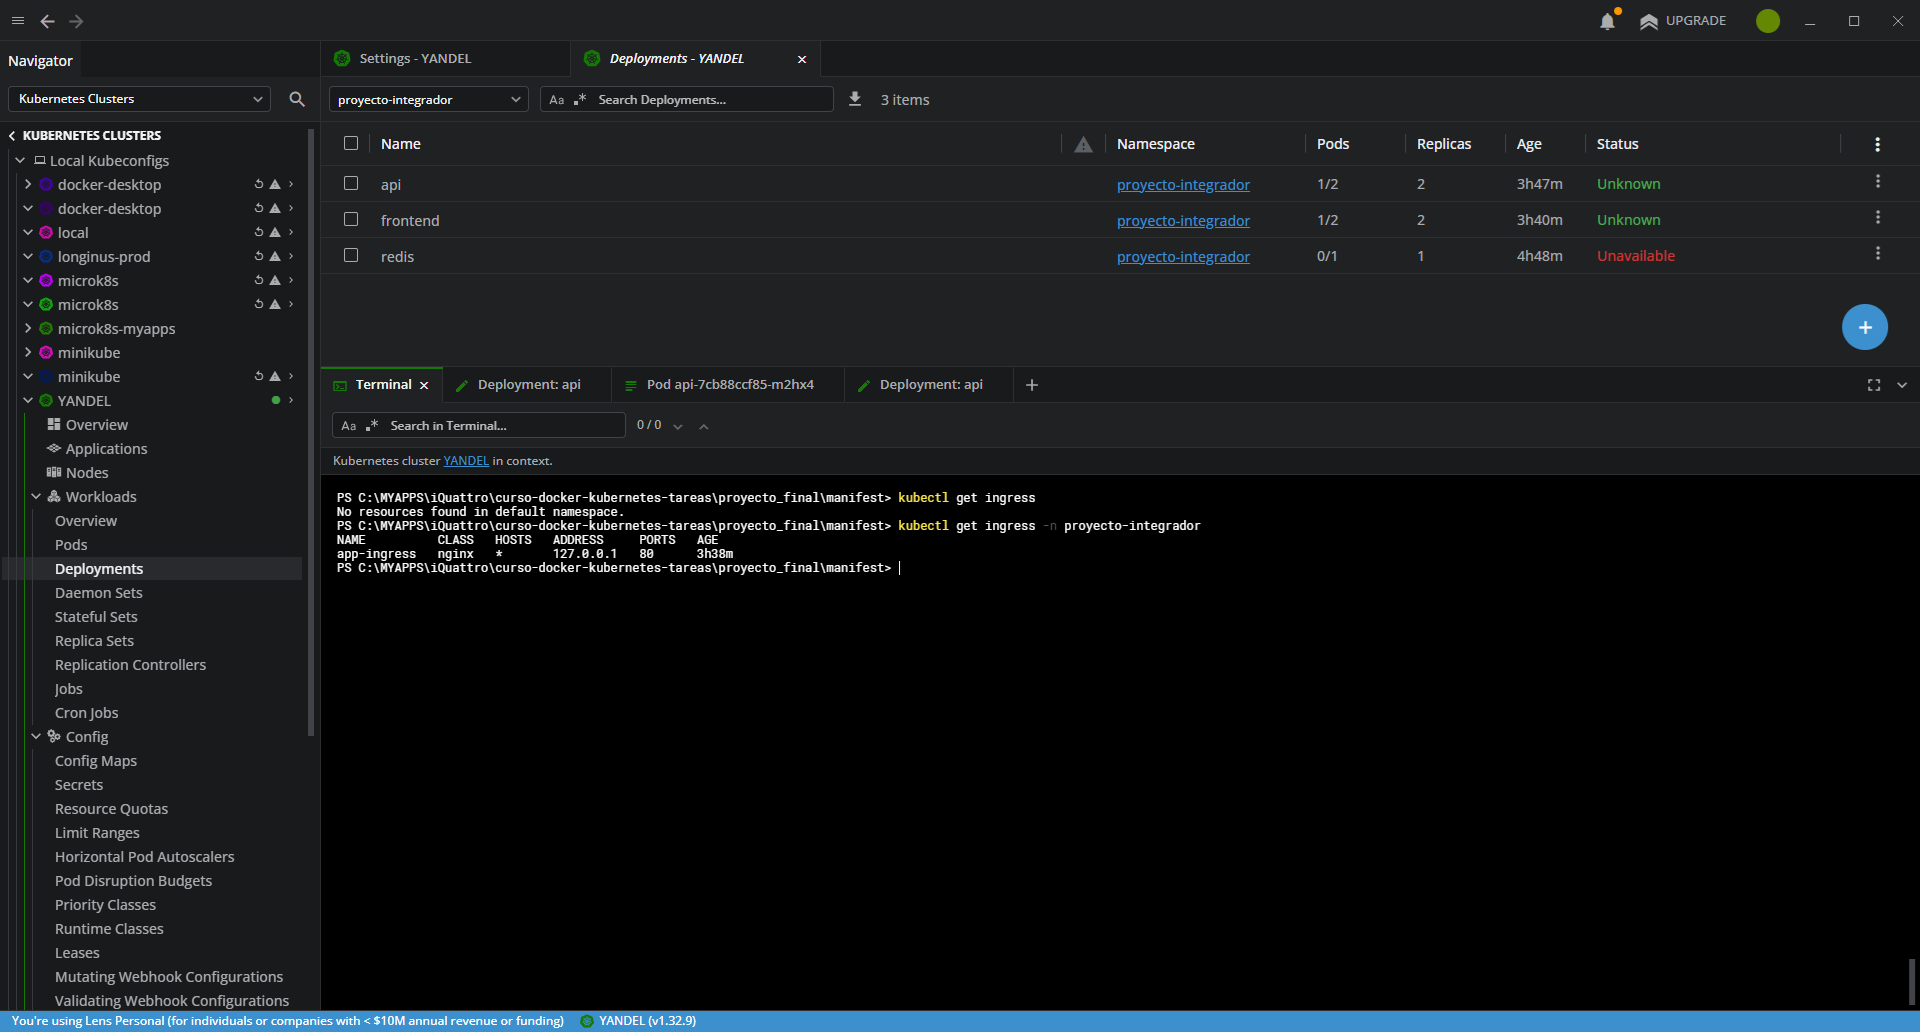 UPGRADE
Navigator
Settings - YANDEL
Deployments - YANDEL
Kubernetes Clusters
proyecto-integrador
Aa .* Search Deployments...
3 items
KUBERNETES CLUSTERS
Local Kubeconfigs
docker-desktop
docker-desktop
local
longinus-prod
microk8s
microk8s
microk8s-myapps
minikube
minikube
YANDEL
Overview
Applications
Nodes
Workloads
Overview
Pods
Deployments
Daemon Sets
Stateful Sets
Replica Sets
Replication Controllers
Jobs
Cron Jobs
Config
Config Maps
Secrets
Resource Quotas
Limit Ranges
Horizontal Pod Autoscalers
Pod Disruption Budgets
Priority Classes
Runtime Classes
Leases
Mutating Webhook Configurations
Validating Webhook Configurations
Name Namespace Pods Replicas Age Status
api proyecto-integrador 1/2 2 3h47m Unknown
frontend proyecto-integrador 1/2 2 3h40m Unknown
redis proyecto-integrador 0/1 1 4h48m Unavailable
Terminal
Deployment: api
Pod api-7cb88ccf85-m2hx4
Deployment: api
Aa .* Search in Terminal...
0 / 0
Kubernetes cluster YANDEL in context.
PS C:\MYAPPS\iQuattro\curso-docker-kubernetes-tareas\proyecto_final\manifest> kubectl get ingress
No resources found in default namespace.
PS C:\MYAPPS\iQuattro\curso-docker-kubernetes-tareas\proyecto_final\manifest> kubectl get ingress -n proyecto-integrador
NAME CLASS HOSTS ADDRESS PORTS AGE
app-ingress nginx * 127.0.0.1 80 3h38m
PS C:\MYAPPS\iQuattro\curso-docker-kubernetes-tareas\proyecto_final\manifest>
You're using Lens Personal (for individuals or companies with < $10M annual revenue or funding)
YANDEL (v1.32.9)